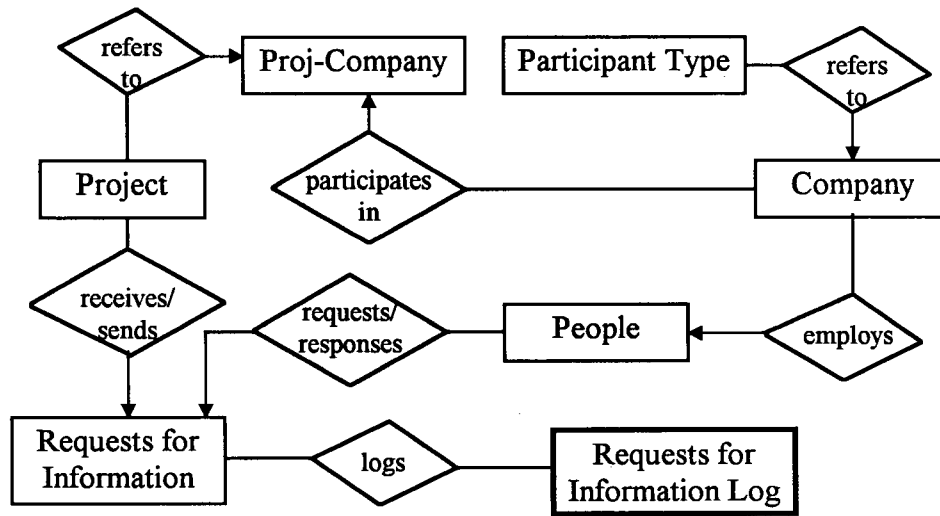 refers
to
Proj-Company
Participant Type
refers
to
Project
participates
in
Company
receives/
sends
requests/
responses
People
employs
Requests for
Information
logs
Requests for
Information Log